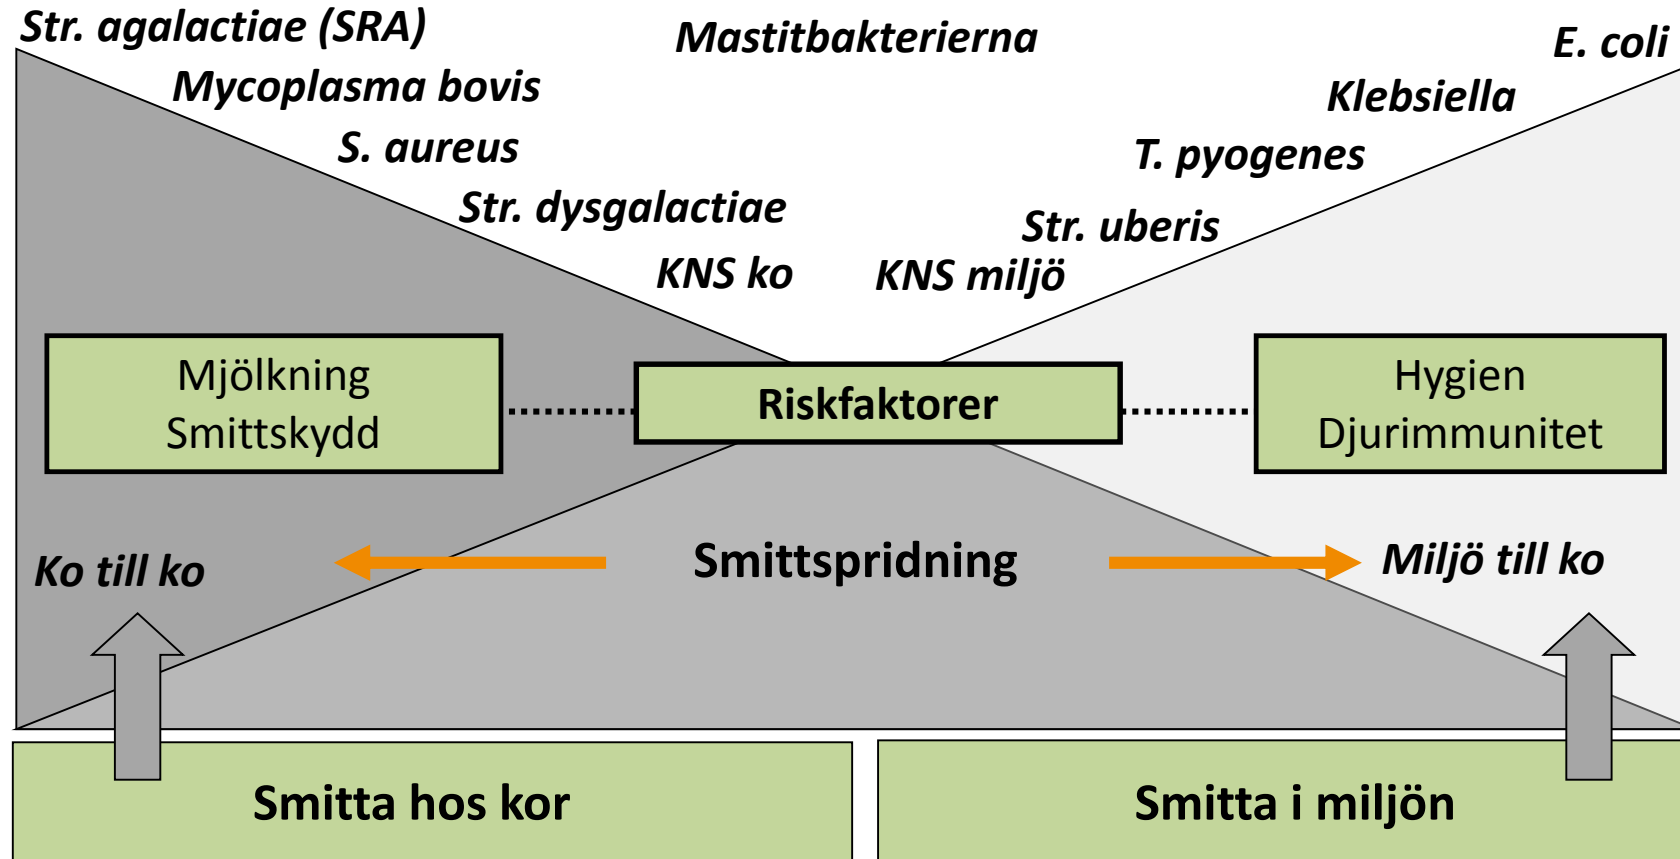 Str. agalactiae (SRA)
Mastitbakterierna
E. coli
Mycoplasma bovis
Klebsiella
S. aureus
T. pyogenes
Str. dysgalactiae
Str. uberis
KNS ko
KNS miljö
Mjölkning
Smittskydd
Riskfaktorer
Hygien
Djurimmunitet
Ko till ko
Smittspridning
Miljö till ko
Smitta hos kor
Smitta i miljön